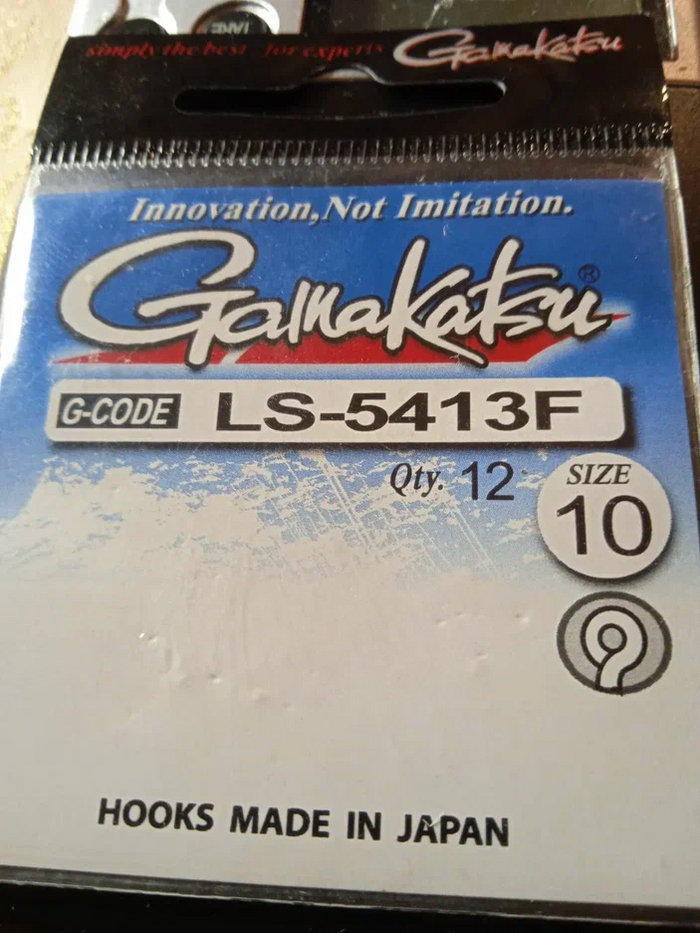 simply the best for experts Gamakatsu
Innovation,Not Imitation.
Gamakatsu®
G-CODE LS-5413F
Qty. 12 SIZE
10
HOOKS MADE IN JAPAN